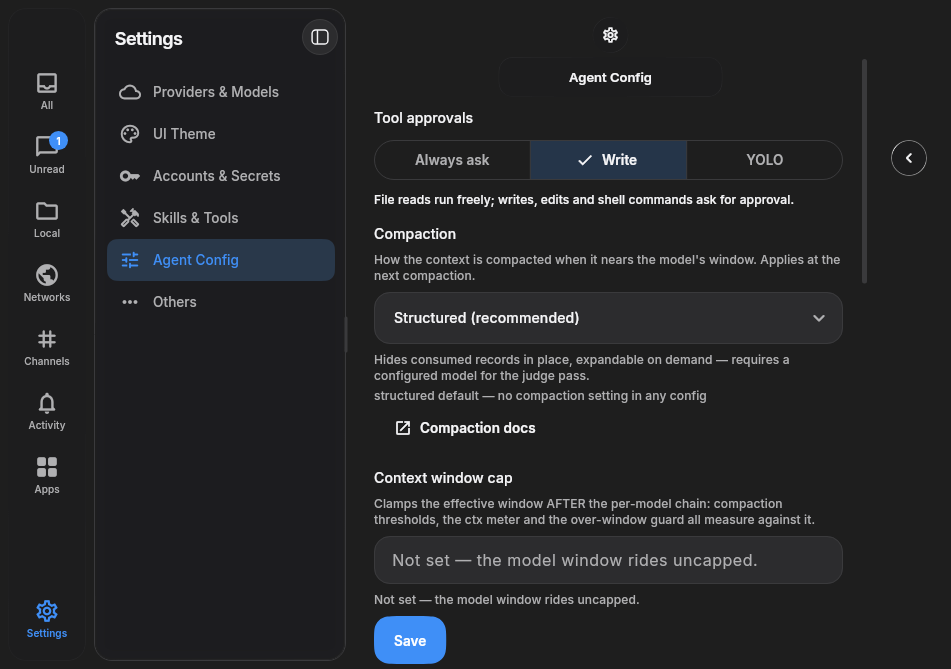 All
1
Unread
Local
Networks
Channels
Activity
Apps
Settings
Settings
Providers & Models
UI Theme
Accounts & Secrets
Skills & Tools
Agent Config
Others
Agent Config
Tool approvals
Always ask
Write
YOLO
File reads run freely; writes, edits and shell commands ask for approval.
Compaction
How the context is compacted when it nears the model's window. Applies at the
next compaction.
Structured (recommended)
Hides consumed records in place, expandable on demand — requires a
configured model for the judge pass.
structured default — no compaction setting in any config
Compaction docs
Context window cap
Clamps the effective window AFTER the per-model chain: compaction
thresholds, the ctx meter and the over-window guard all measure against it.
Not set — the model window rides uncapped.
Not set — the model window rides uncapped.
Save